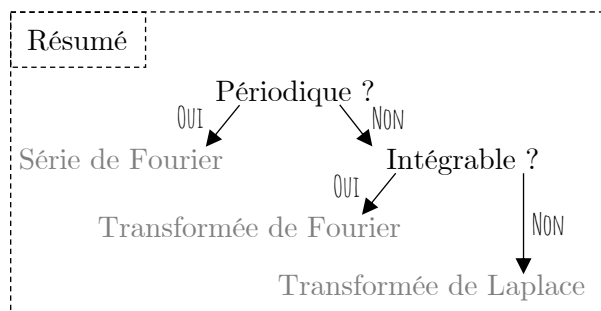 Résumé
Périodique ?
Oui
Non
Série de Fourier
Intégrable ?
Oui
Transformée de Fourier
Non
Transformée de Laplace